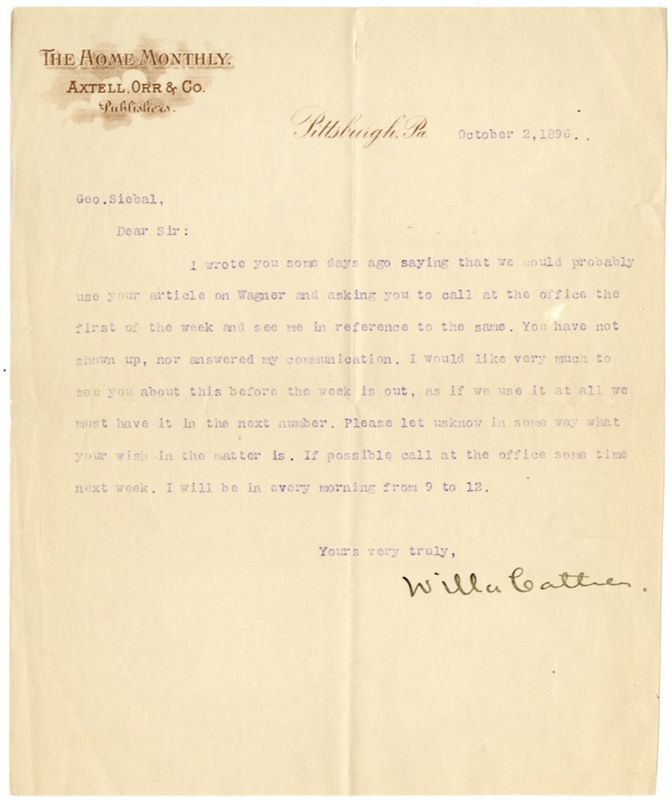 THE HOME MONTHLY.
AXTELL, ORR & CO.
Publishers.
Pittsburgh, Pa. October 2, 1896..
Geo. Siebal,
Dear Sir:
I wrote you some days ago saying that we could probably
use your article on Wagner and asking you to call at the office the
first of the week and see me in reference to the same. You have not
shown up, nor answered my communication. I would like very much to
see you about this before the week is out, as if we use it at all we
must have it in the next number. Please let usknow in some way what
your wish in the matter is. If possible call at the office some time
next week. I will be in every morning from 9 to 12.
Yours very truly,
Willa Cather.